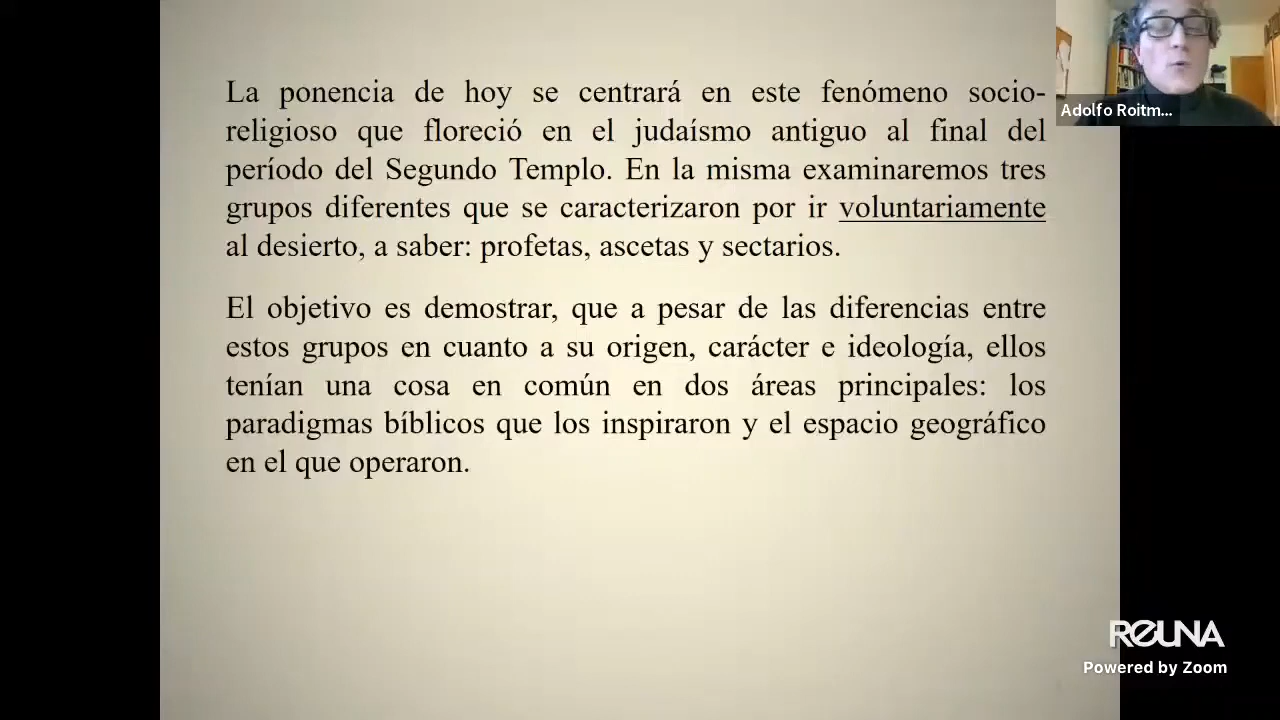 La ponencia de hoy se centrará en este fenómeno socio-
religioso que floreció en el judaísmo antiguo al final del
período del Segundo Templo. En la misma examinaremos tres
grupos diferentes que se caracterizaron por ir voluntariamente
al desierto, a saber: profetas, ascetas y sectarios.
El objetivo es demostrar, que a pesar de las diferencias entre
estos grupos en cuanto a su origen, carácter e ideología, ellos
tenían una cosa en común en dos áreas principales: los
paradigmas bíblicos que los inspiraron y el espacio geográfico
en el que operaron.
Adolfo Roitm...
REUNA
Powered by Zoom